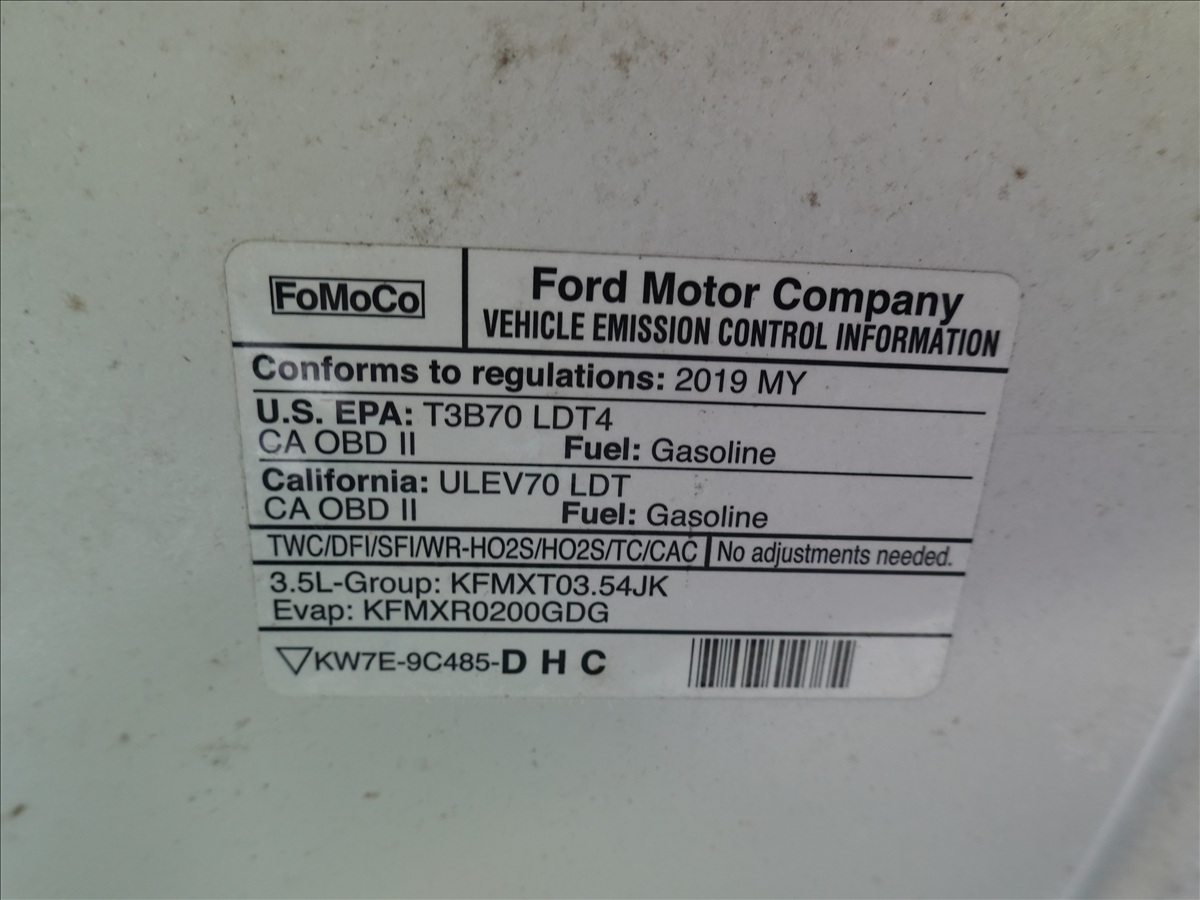 FoMoCo
Ford Motor Company
VEHICLE EMISSION CONTROL INFORMATION
Conforms to regulations: 2019 MY
U.S. EPA: T3B70 LDT4
CA OBD II Fuel: Gasoline
California: ULEV70 LDT
CA OBD II Fuel: Gasoline
TWC/DFI/SFI/WR-HO2S/HO2S/TC/CAC No adjustments needed.
3.5L-Group: KFMXT03.54JK
Evap: KFMXR0200GDG
KW7E-9C485-D H C